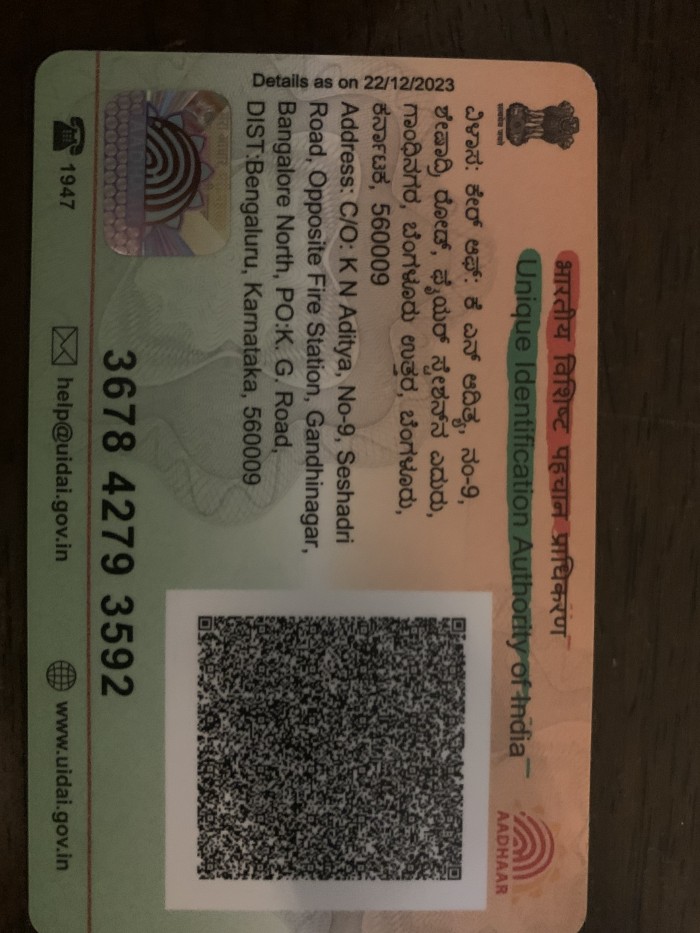 भारतीय विशिष्ट पहचान प्राधिकरण
Unique Identification Authority of India
AADHAAR
Details as on 22/12/2023
ವಿಳಾಸ: ಕೇರ್ ಆಫ್: ಕೆ ಎನ್ ಆದಿತ್ಯ, ನಂ-9,
ಶೇಷಾದ್ರಿ ರೋಡ್, ಫೈಯರ್ ಸ್ಟೇಶನ್‌ನ ಎದುರು,
ಗಾಂಧಿನಗರ, ಬೆಂಗಳೂರು ಉತ್ತರ, ಬೆಂಗಳೂರು,
ಕರ್ನಾಟಕ, 560009
Address: C/O: K N Aditya, No-9, Seshadri
Road, Opposite Fire Station, Gandhinagar,
Bangalore North, PO:K. G. Road,
DIST:Bengaluru, Karnataka, 560009
3678 4279 3592
1947
help@uidai.gov.in
www.uidai.gov.in